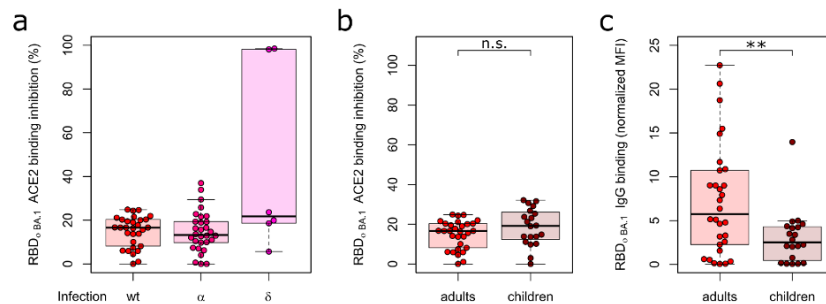 a
RBDo BA.1 ACE2 binding inhibition (%)
100
80
60
40
20
0
Infection wt α δ
b
RBDo BA.1 ACE2 binding inhibition (%)
100
80
60
40
20
0
n.s.
adults children
c
RBDo BA.1 IgG binding (normalized MFI)
25
20
15
10
5
0
**
adults children